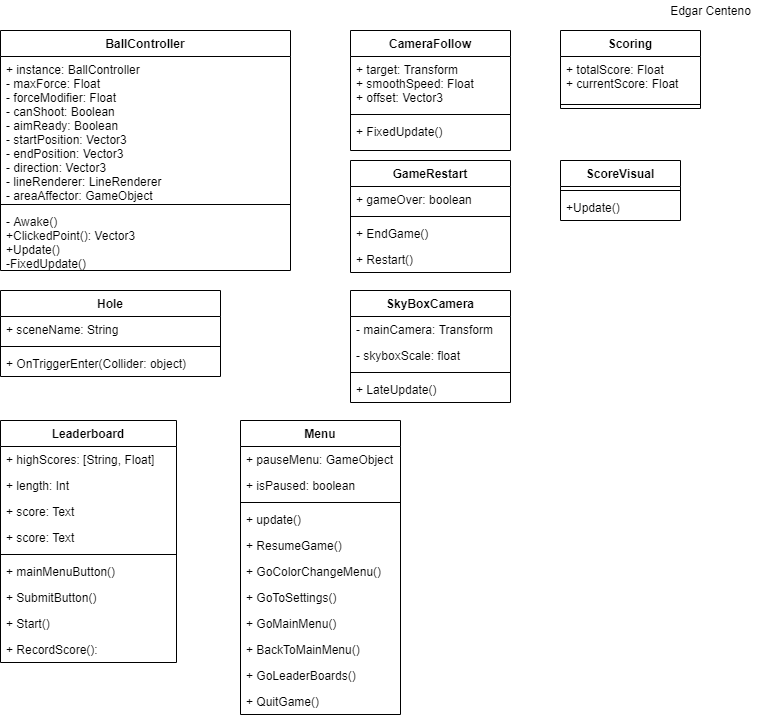 Edgar Centeno
BallController
+ instance: BallController
- maxForce: Float
- forceModifier: Float
- canShoot: Boolean
- aimReady: Boolean
- startPosition: Vector3
- endPosition: Vector3
- direction: Vector3
- lineRenderer: LineRenderer
- areaAffector: GameObject
- Awake()
+ClickedPoint(): Vector3
+Update()
-FixedUpdate()
CameraFollow
+ target: Transform
+ smoothSpeed: Float
+ offset: Vector3
+ FixedUpdate()
Scoring
+ totalScore: Float
+ currentScore: Float
GameRestart
+ gameOver: boolean
+ EndGame()
+ Restart()
ScoreVisual
+Update()
Hole
+ sceneName: String
+ OnTriggerEnter(Collider: object)
SkyBoxCamera
- mainCamera: Transform
- skyboxScale: float
+ LateUpdate()
Leaderboard
+ highScores: [String, Float]
+ length: Int
+ score: Text
+ score: Text
+ mainMenuButton()
+ SubmitButton()
+ Start()
+ RecordScore():
Menu
+ pauseMenu: GameObject
+ isPaused: boolean
+ update()
+ ResumeGame()
+ GoColorChangeMenu()
+ GoToSettings()
+ GoMainMenu()
+ BackToMainMenu()
+ GoLeaderBoards()
+ QuitGame()